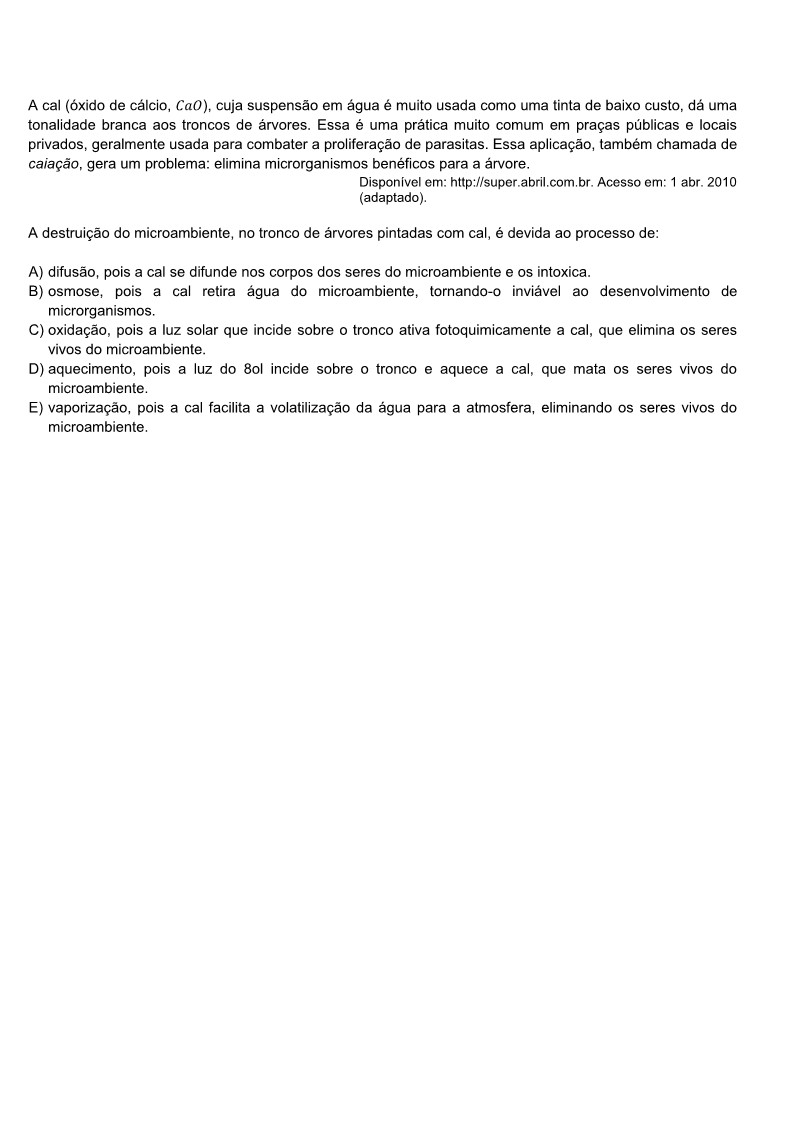 A cal (óxido de cálcio, CaO), cuja suspensão em água é muito usada como uma tinta de baixo custo, dá uma
tonalidade branca aos troncos de árvores. Essa é uma prática muito comum em praças públicas e locais
privados, geralmente usada para combater a proliferação de parasitas. Essa aplicação, também chamada de
caiação, gera um problema: elimina microrganismos benéficos para a árvore.
Disponível em: http://super.abril.com.br. Acesso em: 1 abr. 2010
(adaptado).
A destruição do microambiente, no tronco de árvores pintadas com cal, é devida ao processo de:
A) difusão, pois a cal se difunde nos corpos dos seres do microambiente e os intoxica.
B) osmose, pois a cal retira água do microambiente, tornando-o inviável ao desenvolvimento de
microrganismos.
C) oxidação, pois a luz solar que incide sobre o tronco ativa fotoquimicamente a cal, que elimina os seres
vivos do microambiente.
D) aquecimento, pois a luz do 8ol incide sobre o tronco e aquece a cal, que mata os seres vivos do
microambiente.
E) vaporização, pois a cal facilita a volatilização da água para a atmosfera, eliminando os seres vivos do
microambiente.